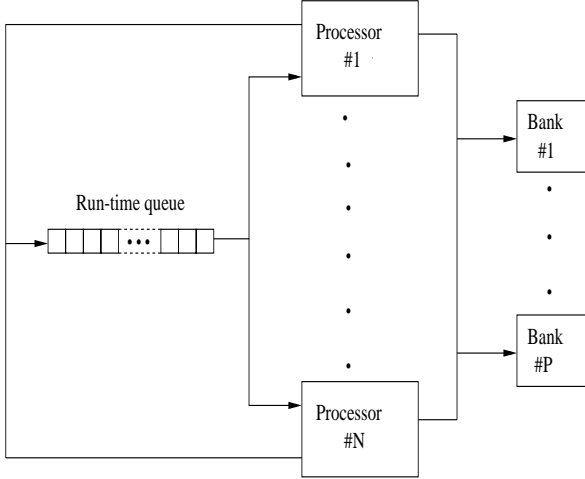 Processor
#1
Bank
#1
Run-time queue
Bank
#P
Processor
#N